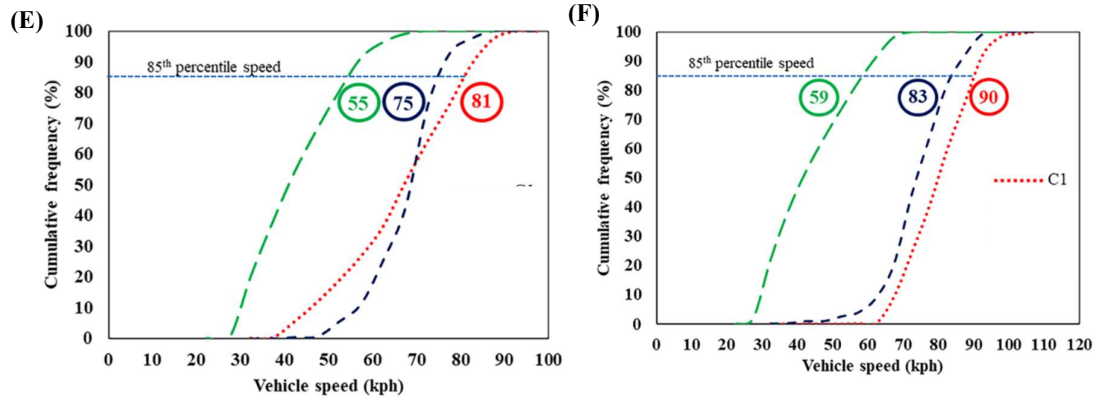 (E)
Cumulative frequency (%)
100
90
80
70
60
50
40
30
20
10
0
85th percentile speed
55
75
81
0 10 20 30 40 50 60 70 80 90 100
Vehicle speed (kph)
(F)
Cumulative frequency (%)
100
90
80
70
60
50
40
30
20
10
0
85th percentile speed
59
83
90
C1
0 10 20 30 40 50 60 70 80 90 100 110 120
Vehicle speed (kph)